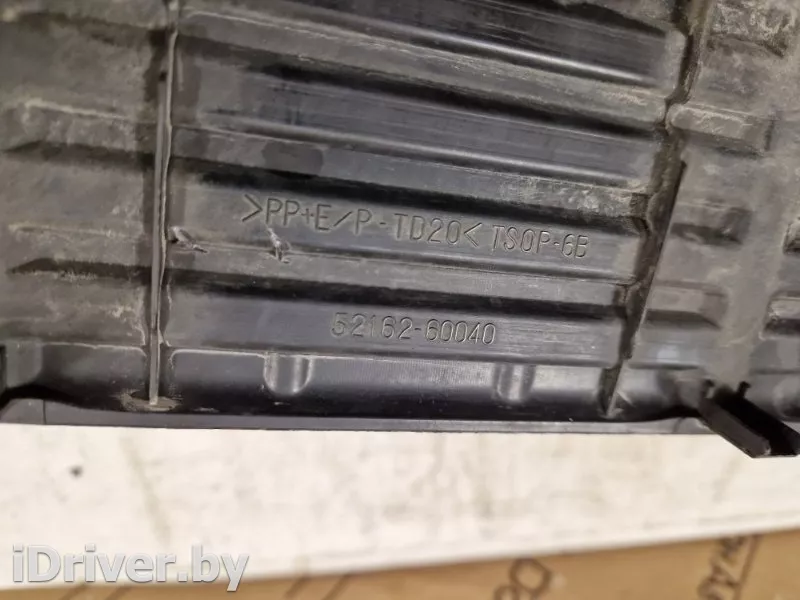 >PP+E/P-TD20< TSOP-6B
52162-60040
iDriver.by